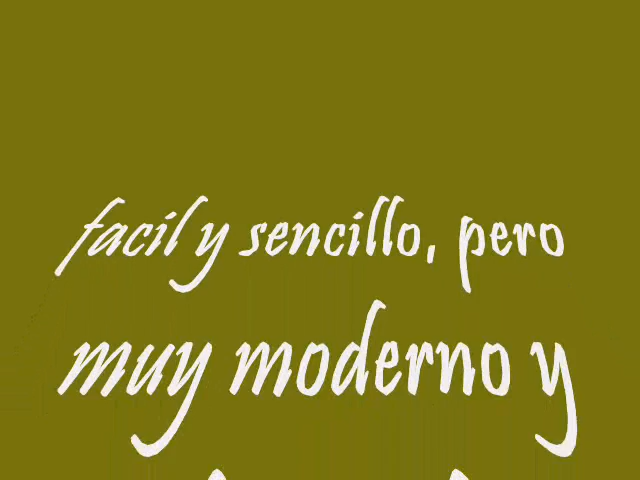 facil y sencillo, pero
muy moderno y